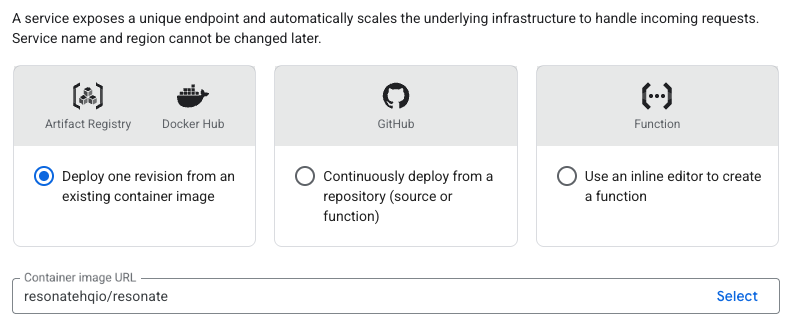 A service exposes a unique endpoint and automatically scales the underlying infrastructure to handle incoming requests.
Service name and region cannot be changed later.
Artifact Registry
Docker Hub
GitHub
Function
Deploy one revision from an
existing container image
Continuously deploy from a
repository (source or
function)
Use an inline editor to create
a function
Container image URL
resonatehqio/resonate
Select